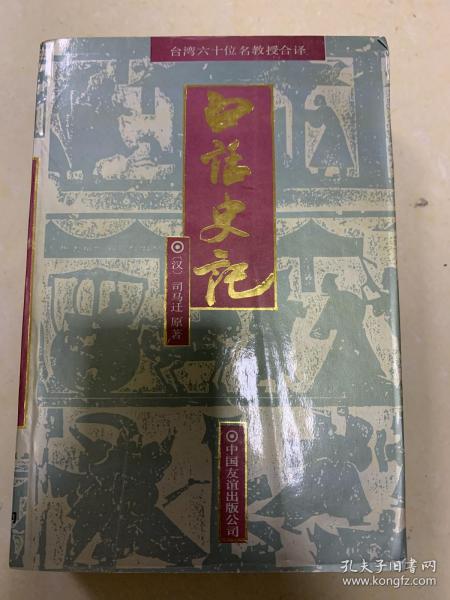 台湾六十位名教授合译
白话史记
〔汉〕司马迁 原著
中国友谊出版公司
孔夫子旧书网
www.kongfz.com